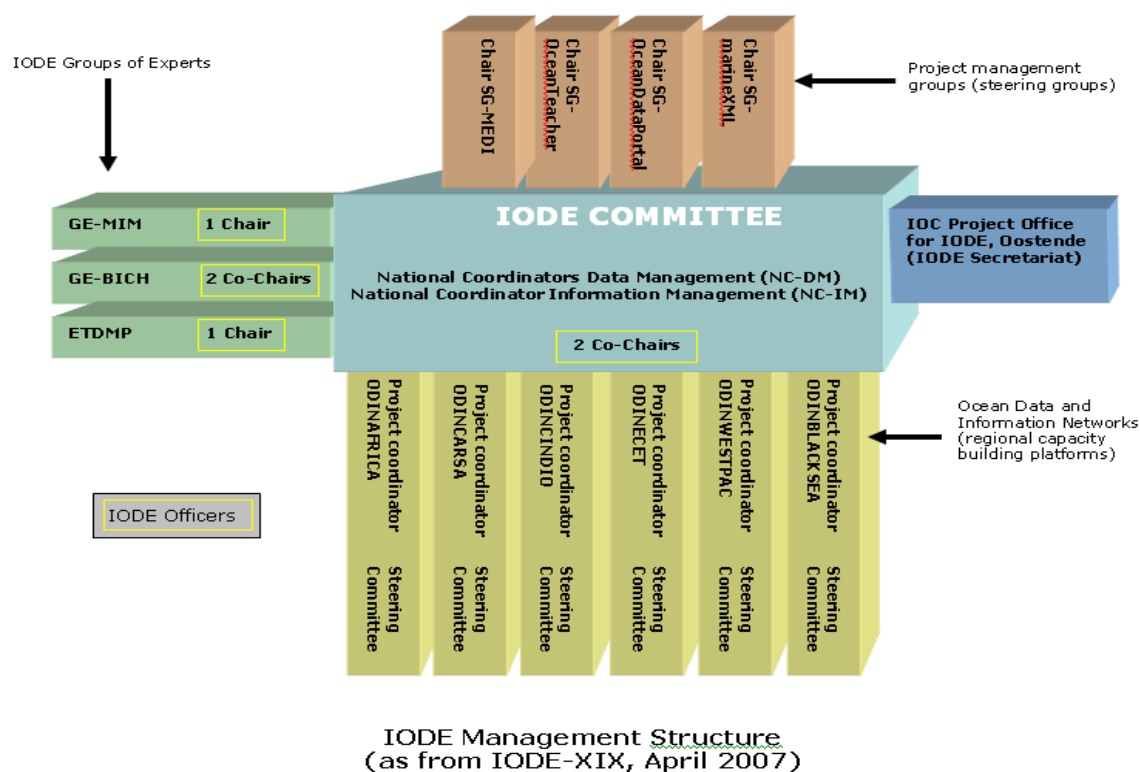 IODE Groups of Experts
Chair SG-MEDI
Chair SG-
OceanTeacher
Chair SG-
OceanDataPortal
Chair SG-
marineXML
Project management
groups (steering groups)
GE-MIM
1 Chair
GE-BICH
2 Co-Chairs
ETDMP
1 Chair
IODE COMMITTEE
National Coordinators Data Management (NC-DM)
National Coordinator Information Management (NC-IM)
2 Co-Chairs
IOC Project Office
for IODE, Oostende
(IODE Secretariat)
Project coordinator
ODINAFRICA
Steering
Committee
Project coordinator
ODINCARSA
Steering
Committee
Project coordinator
ODINCINDIO
Steering
Committee
Project coordinator
ODINECET
Steering
Committee
Project coordinator
ODINWESTPAC
Steering
Committee
Project coordinator
ODINBLACKSEA
Steering
Committee
Ocean Data and
Information Networks
(regional capacity
building platforms)
IODE Officers
IODE Management Structure
(as from IODE-XIX, April 2007)